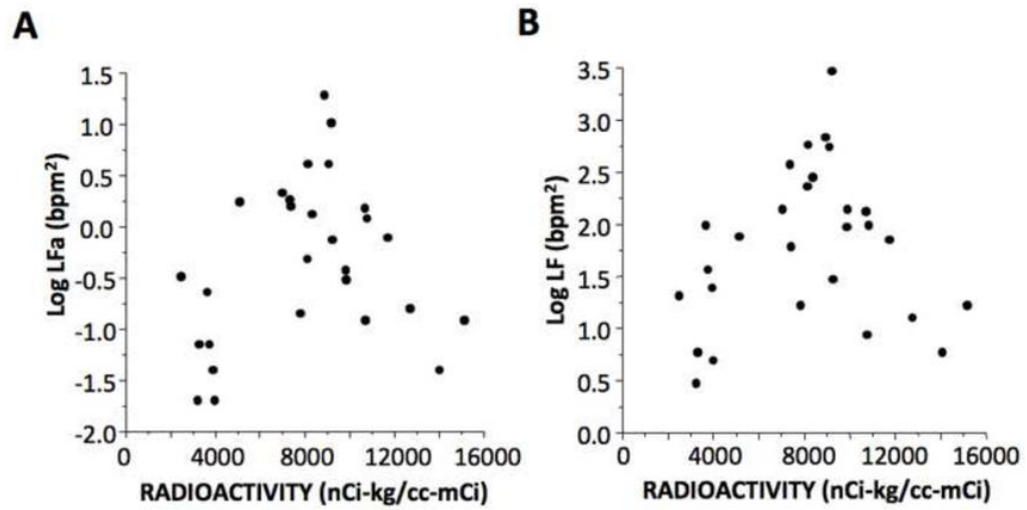 A
Log LFa (bpm²)
1.5
1.0
0.5
0.0
-0.5
-1.0
-1.5
-2.0
0 4000 8000 12000 16000
RADIOACTIVITY (nCi-kg/cc-mCi)
B
Log LF (bpm²)
3.5
3.0
2.5
2.0
1.5
1.0
0.5
0.0
0 4000 8000 12000 16000
RADIOACTIVITY (nCi-kg/cc-mCi)